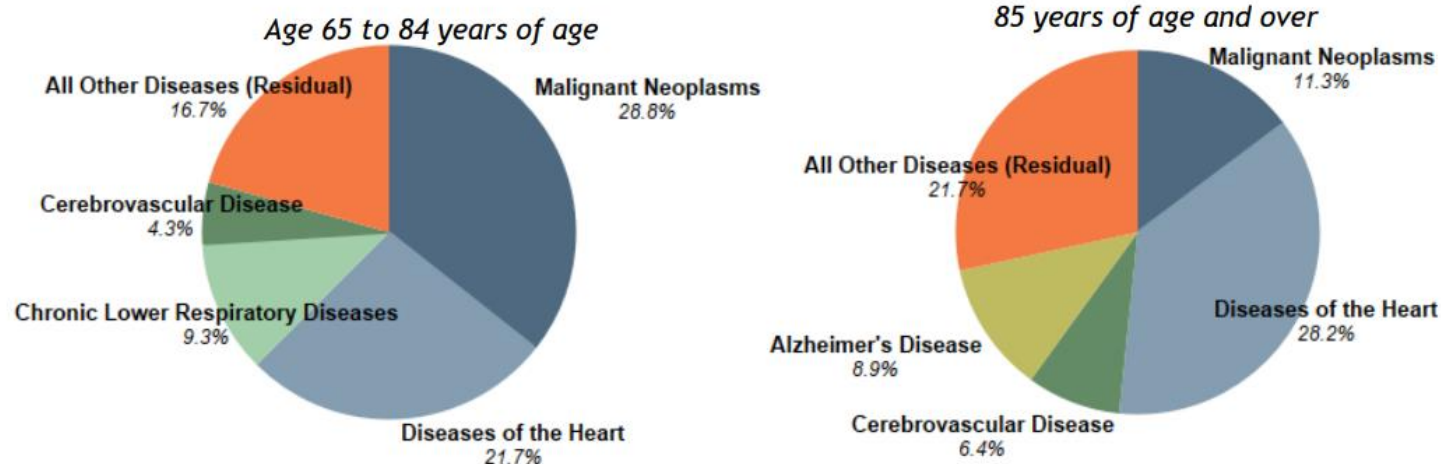 Age 65 to 84 years of age
Malignant Neoplasms
28.8%
All Other Diseases (Residual)
16.7%
Cerebrovascular Disease
4.3%
Chronic Lower Respiratory Diseases
9.3%
Diseases of the Heart
21.7%
85 years of age and over
Malignant Neoplasms
11.3%
All Other Diseases (Residual)
21.7%
Diseases of the Heart
28.2%
Alzheimer's Disease
8.9%
Cerebrovascular Disease
6.4%